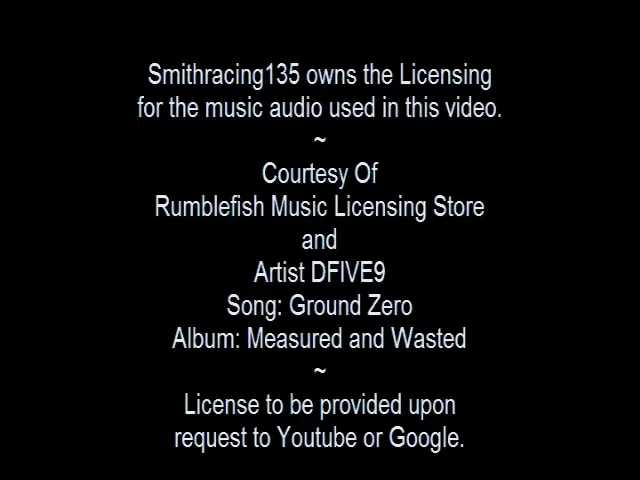 Smithracing135 owns the Licensing
for the music audio used in this video.
~
Courtesy Of
Rumblefish Music Licensing Store
and
Artist DFIVE9
Song: Ground Zero
Album: Measured and Wasted
~
License to be provided upon
request to Youtube or Google.